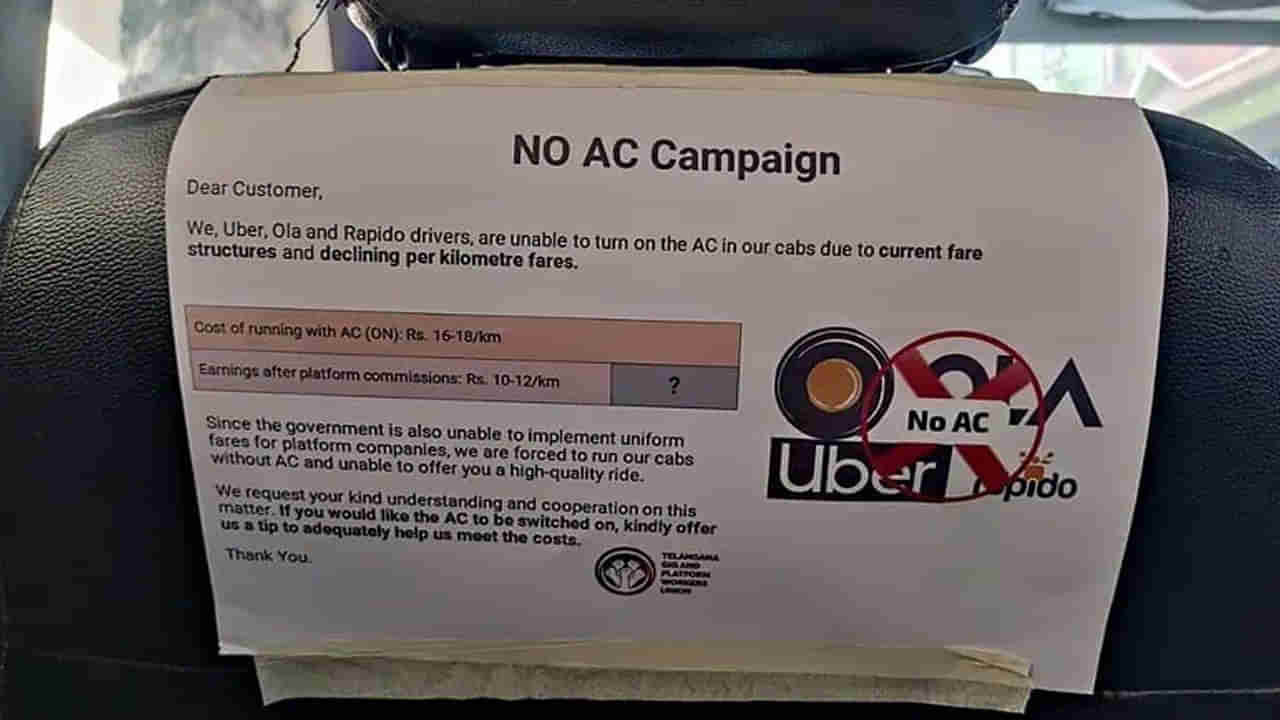 NO AC Campaign
Dear Customer,
We, Uber, Ola and Rapido drivers, are unable to turn on the AC in our cabs due to current fare
structures and declining per kilometre fares.
Cost of running with AC (ON): Rs. 16-18/km
Earnings after platform commissions: Rs. 10-12/km
?
Since the government is also unable to implement uniform
fares for platform companies, we are forced to run our cabs
without AC and unable to offer you a high-quality ride.
We request your kind understanding and cooperation on this
matter. If you would like the AC to be switched on, kindly offer
us a tip to adequately help us meet the costs.
Thank You.
TELANGANA
GIG AND
PLATFORM
WORKERS
UNION
OLA
No AC
Uber
rapido